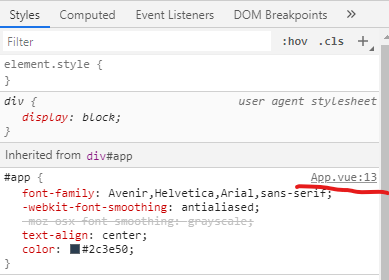 Styles Computed Event Listeners DOM Breakpoints »
Filter :hov .cls +
element.style {
}
div { user agent stylesheet
display: block;
}
Inherited from div#app
#app { App.vue:13
font-family: Avenir,Helvetica,Arial,sans-serif;
-webkit-font-smoothing: antialiased;
-moz-osx-font-smoothing: grayscale;
text-align: center;
color: #2c3e50;
}